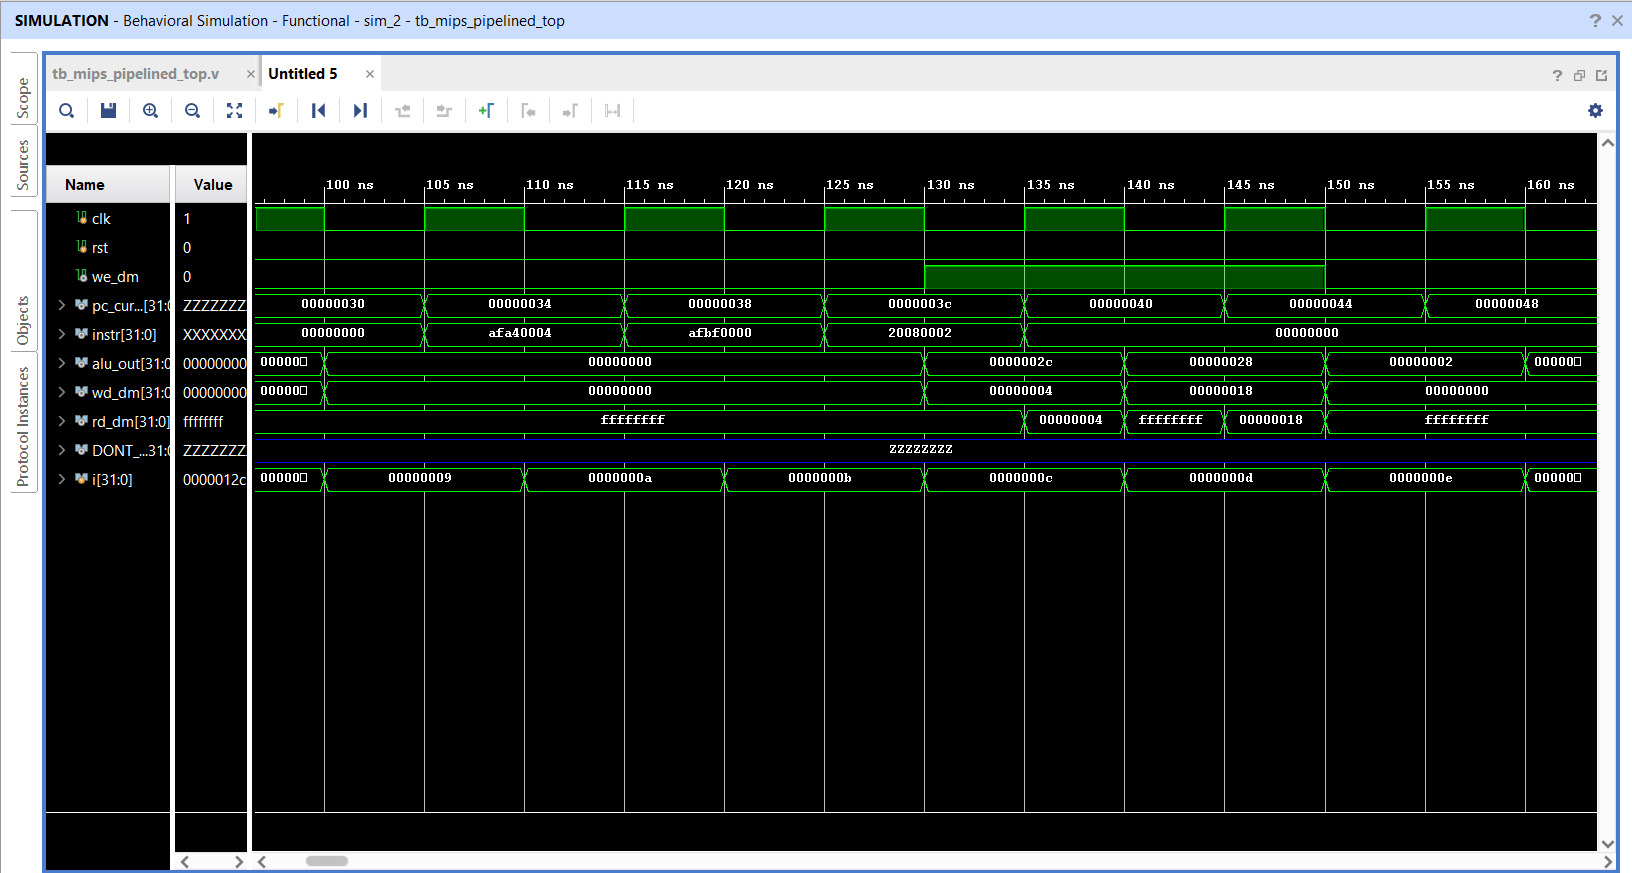 SIMULATION - Behavioral Simulation - Functional - sim_2 - tb_mips_pipelined_top
tb_mips_pipelined_top.v Untitled 5
Scope
Sources
Objects
Protocol Instances
Name Value
100 ns 105 ns 110 ns 115 ns 120 ns 125 ns 130 ns 135 ns 140 ns 145 ns 150 ns 155 ns 160 ns
clk 1
rst 0
we_dm 0
pc_cur...[31:0 ZZZZZZZZ 00000030 00000034 00000038 0000003c 00000040 00000044 00000048
instr[31:0] XXXXXXXX 00000000 afa40004 afbf0000 20080002 00000000
alu_out[31:0 00000000 00000□ 00000000 0000002c 00000028 00000002 00000□
wd_dm[31:0 00000000 00000□ 00000000 00000004 00000018 00000000
rd_dm[31:0] ffffffff ffffffff 00000004 ffffffff 00000018 ffffffff
DONT_...31:0 ZZZZZZZZ ZZZZZZZZ
i[31:0] 0000012c 00000□ 00000009 0000000a 0000000b 0000000c 0000000d 0000000e 00000□